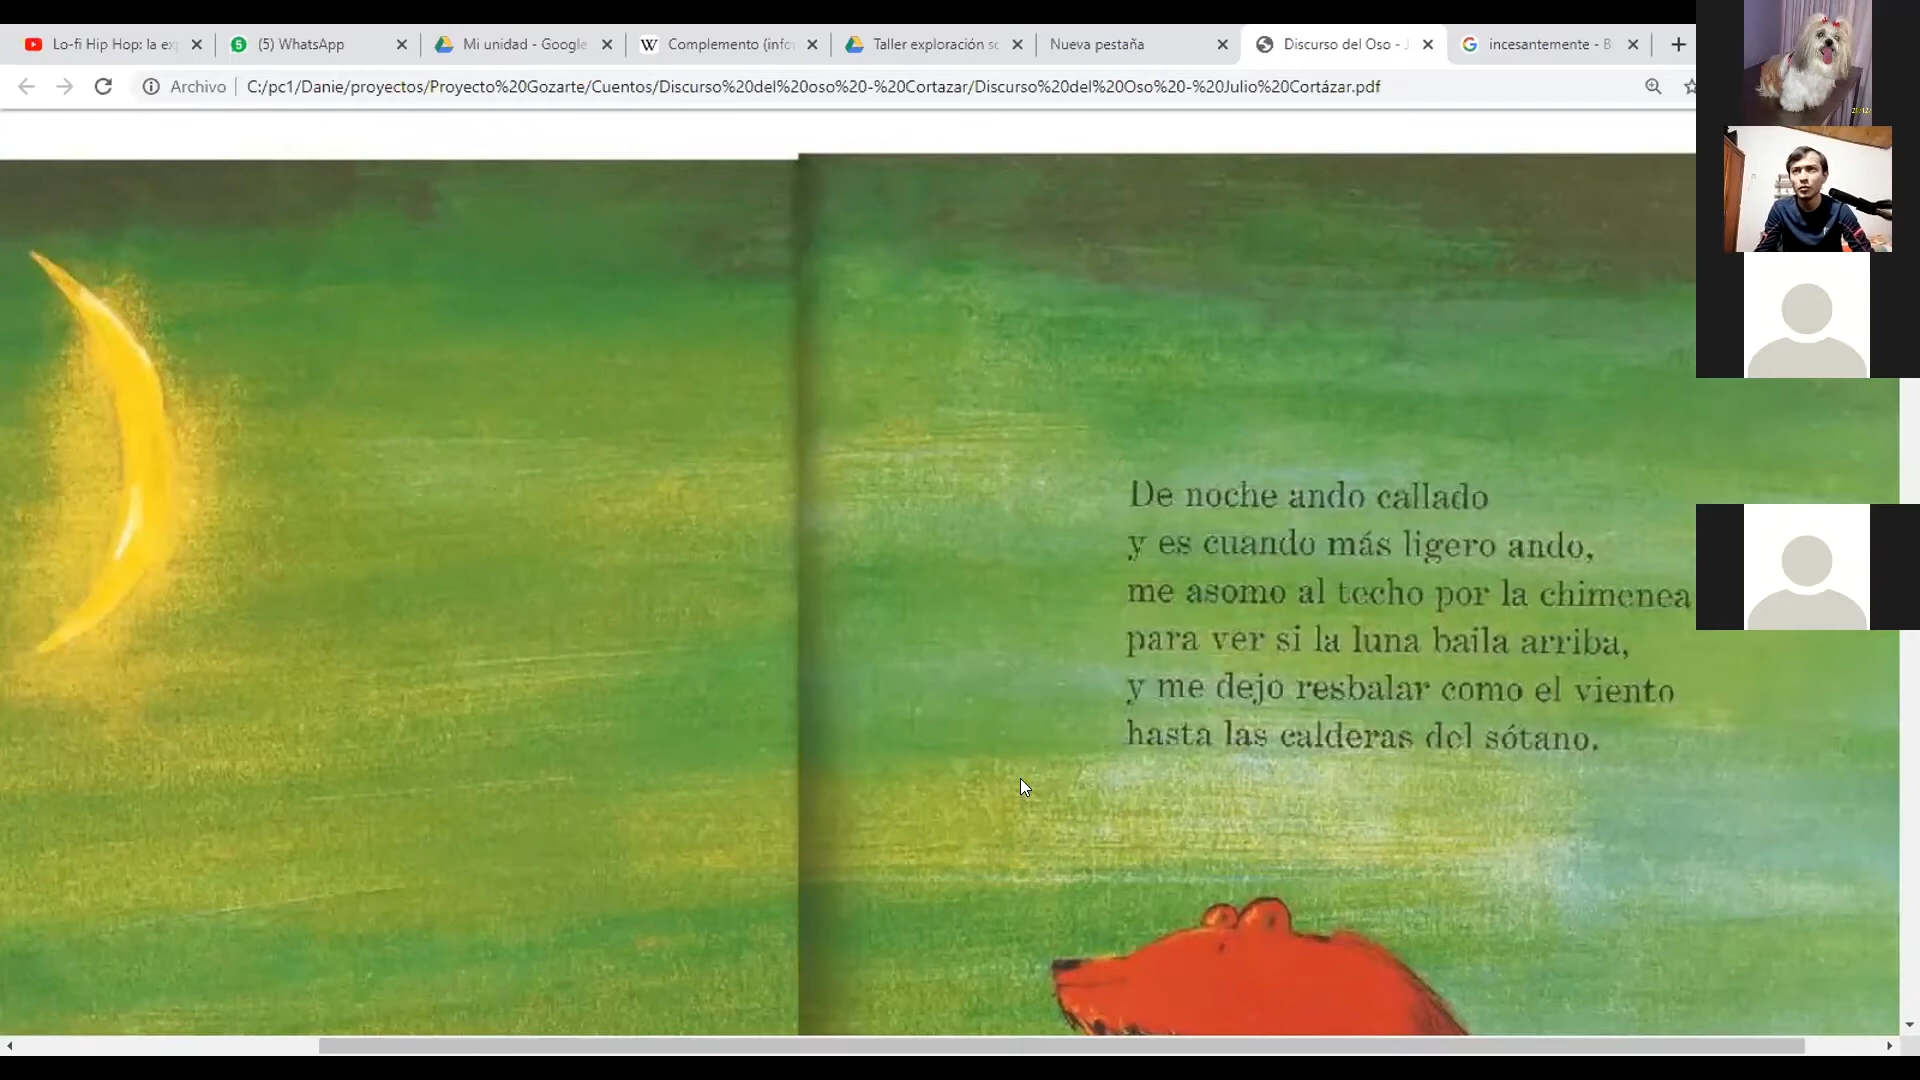 Lo-fi Hip Hop: la ex
(5) WhatsApp
Mi unidad - Google
Complemento (info
Taller exploración so
Nueva pestaña
Discurso del Oso - J
incesantemente - B
Archivo
C:/pc1/Danie/proyectos/Proyecto%20Gozarte/Cuentos/Discurso%20del%20oso%20-%20Cortazar/Discurso%20del%20Oso%20-%20Julio%20Cortázar.pdf
De noche ando callado
y es cuando más ligero ando,
me asomo al techo por la chimenea
para ver si la luna baila arriba,
y me dejo resbalar como el viento
hasta las calderas del sótano.